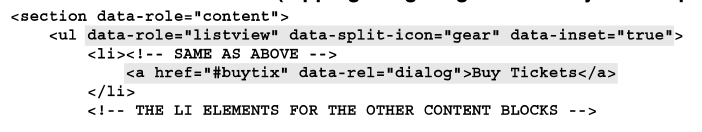 <section data-role="content">
<ul data-role="listview" data-split-icon="gear" data-inset="true">
<li><!-- SAME AS ABOVE -->
<a href="#buytix" data-rel="dialog">Buy Tickets</a>
</li>
<!-- THE LI ELEMENTS FOR THE OTHER CONTENT BLOCKS -->